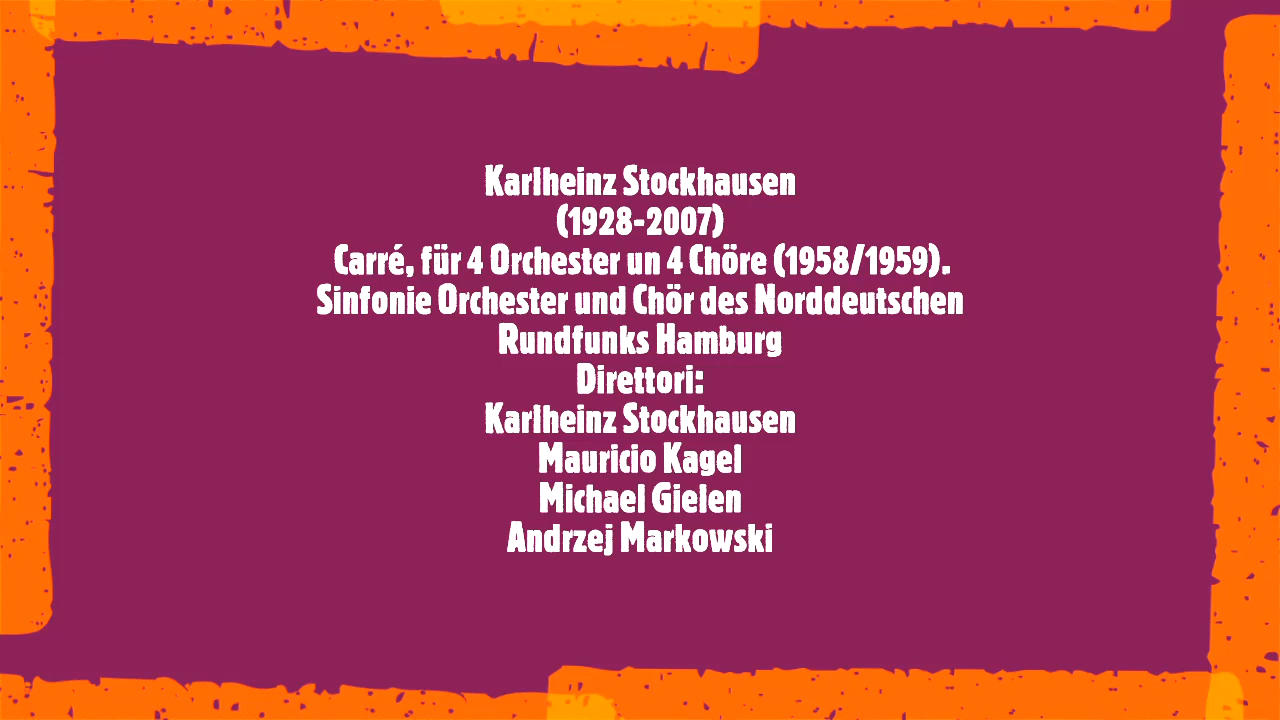 Karlheinz Stockhausen
(1928-2007)
Carré, für 4 Orchester un 4 Chöre (1958/1959).
Sinfonie Orchester und Chör des Norddeutschen
Rundfunks Hamburg
Direttori:
Karlheinz Stockhausen
Mauricio Kagel
Michael Gielen
Andrzej Markowski